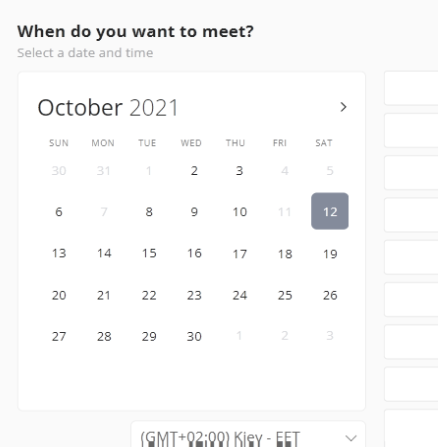 When do you want to meet?
Select a date and time
October 2021
SUN MON TUE WED THU FRI SAT
30 31 1 2 3 4 5
6 7 8 9 10 11 12
13 14 15 16 17 18 19
20 21 22 23 24 25 26
27 28 29 30 1 2 3
(GMT+02:00) Kiev - EET